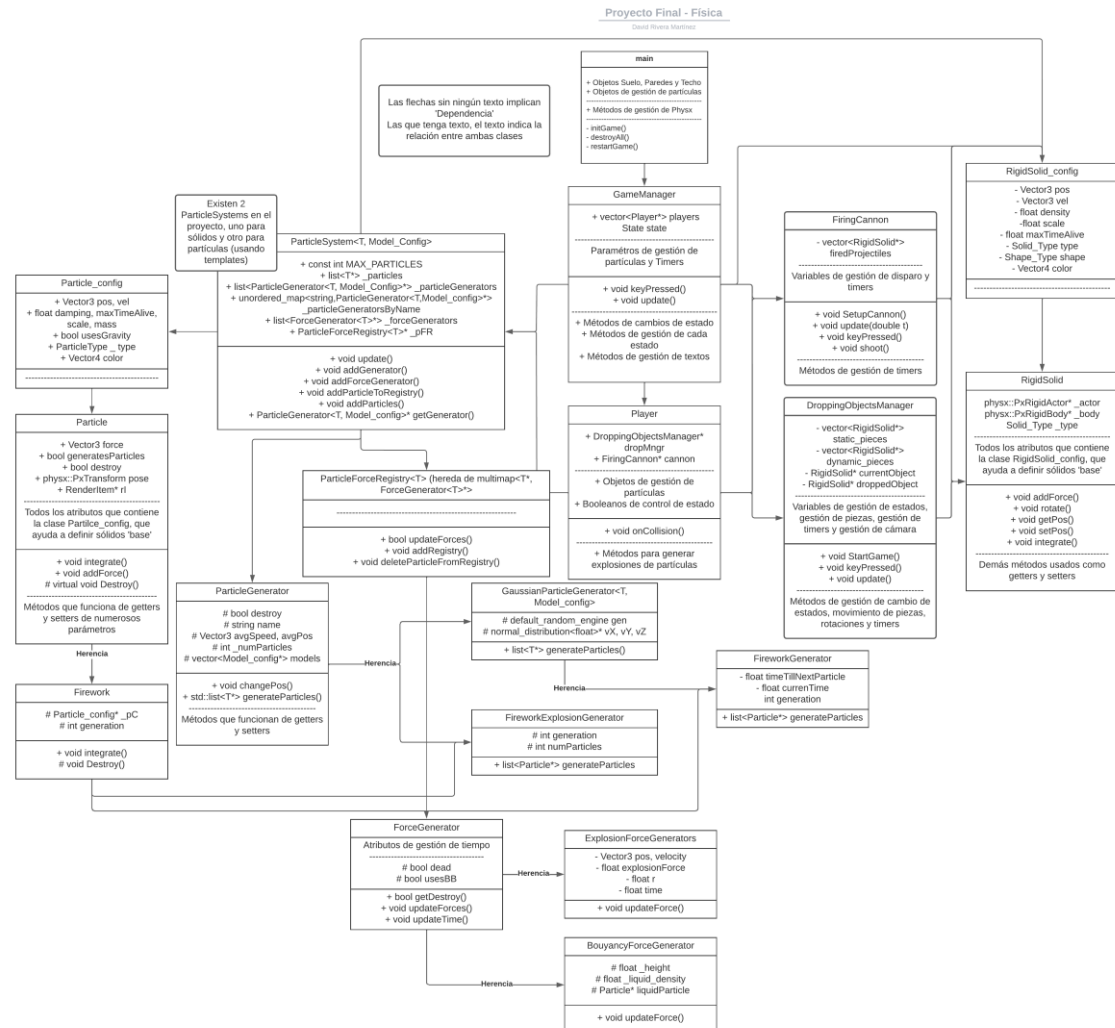 Proyecto Final - Física
David Rivera Martínez
main
+ Objetos Suelo, Paredes y Techo
+ Objetos de gestión de partículas
+ Métodos de gestión de Physx
- initGame()
- destroyAll()
- restartGame()
Las flechas sin ningún texto implican
'Dependencia'
Las que tenga texto, el texto indica la
relación entre ambas clases
Existen 2
ParticleSystems en el
proyecto, uno para
sólidos y otro para
partículas (usando
templates)
ParticleSystem<T, Model_Config>
+ const int MAX_PARTICLES
+ list<T*> _particles
+ list<ParticleGenerator<T, Model_Config>*> _particleGenerators
+ unordered_map<string,ParticleGenerator<T,Model_config>*>
_particleGeneratorsByName
+ list<ForceGenerator<T>*> _forceGenerators
+ ParticleForceRegistry<T>* _pFR
+ void update()
+ void addGenerator()
+ void addForceGenerator()
+ void addParticleToRegistry()
+ void addParticles()
+ ParticleGenerator<T, Model_config>* getGenerator()
GameManager
+ vector<Player*> players
State state
Paramétros de gestión de
partículas y Timers
+ void keyPressed()
+ void update()
+ Métodos de cambios de estado
+ Métodos de gestión de cada
estado
+ Métodos de gestión de textos
FiringCannon
- vector<RigidSolid*>
firedProjectiles
Variables de gestión de disparo y
timers
+ void SetupCannon()
+ void update(double t)
+ void keyPressed()
+ void shoot()
Métodos de gestión de timers
RigidSolid_config
- Vector3 pos
- Vector3 vel
- float density
-float scale
- float maxTimeAlive
- Solid_Type type
- Shape_Type shape
- Vector4 color
Particle_config
+ Vector3 pos, vel
+ float damping, maxTimeAlive,
scale, mass
+ bool usesGravity
+ ParticleType _ type
+ Vector4 color
Particle
+ Vector3 force
+ bool generatesParticles
+ bool destroy
+ physx::PxTransform pose
+ RenderItem* rI
Todos los atributos que contiene
la clase Partilce_config, que
ayuda a definir sólidos 'base'
+ void integrate()
+ void addForce()
# virtual void Destroy()
Métodos que funciona de getters
y setters de numerosos
parámetros
ParticleForceRegistry<T> (hereda de multimap<T*,
ForceGenerator<T*>)
+ bool updateForces()
+ void addRegistry()
+ void deleteParticleFromRegistry()
Player
+ DroppingObjectsManager*
dropMngr
+ FiringCannon* cannon
+ Objetos de gestión de
partículas
+ Booleanos de control de estado
+ void onCollision()
+ Métodos para generar
explosiones de partículas
DroppingObjectsManager
- vector<RigidSolid*>
static_pieces
- vector<RigidSolid*>
dynamic_pieces
- RigidSolid* currentObject
- RigidSolid* droppedObject
Variables de gestión de estados,
gestión de piezas, gestión de
timers y gestión de cámara
+ void StartGame()
+ void keyPressed()
+ void update()
Métodos de gestión de cambio de
estados, movimiento de piezas,
rotaciones y timers
RigidSolid
physx::PxRigidActor* _actor
physx::PxRigidBody* _body
Solid_Type _type
Todos los atributos que contiene
la clase RigidSolid_config, que
ayuda a definir sólidos 'base'
+ void addForce()
+ void rotate()
+ void getPos()
+ void setPos()
+ void integrate()
Demás métodos usados como
getters y setters
ParticleGenerator
# bool destroy
# string name
# Vector3 avgSpeed, avgPos
# int _numParticles
# vector<Model_config*> models
+ void changePos()
+ std::list<T*> generateParticles()
Métodos que funcionan de getters
y setters
Herencia
GaussianParticleGenerator<T,
Model_config>
# default_random_engine gen
# normal_distribution<float>* vX, vY, vZ
+ list<T*> generateParticles()
Herencia
FireworkGenerator
- float timeTillNextParticle
- float currenTime
int generation
+ list<Particle*> generateParticles
Herencia
Firework
# Particle_config* _pC
# int generation
+ void integrate()
# void Destroy()
FireworkExplosionGenerator
# int generation
# int numParticles
+ list<Particle*> generateParticles
ForceGenerator
Atributos de gestión de tiempo
# bool dead
# bool usesBB
+ bool getDestroy()
+ void updateForces()
+ void updateTime()
Herencia
ExplosionForceGenerators
- Vector3 pos, velocity
- float explosionForce
- float r
- float time
+ void updateForce()
Herencia
BouyancyForceGenerator
# float _height
# float _liquid_density
# Particle* liquidParticle
+ void updateForce()